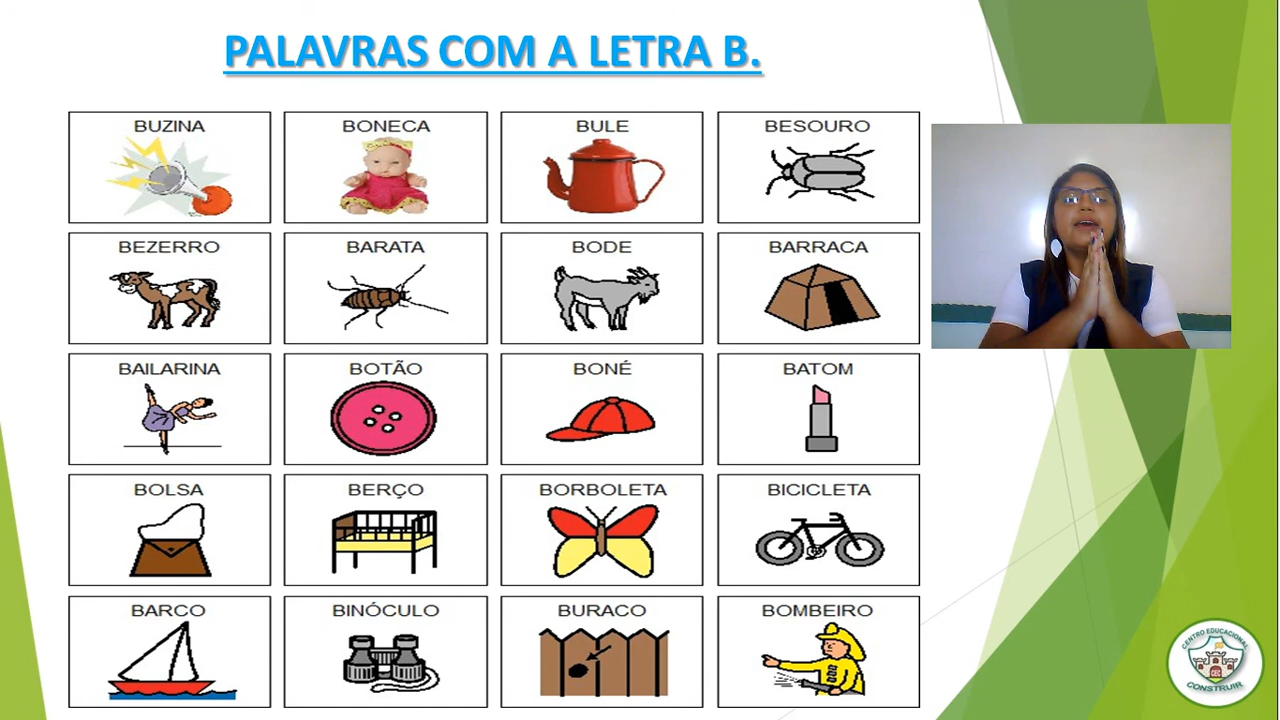 PALAVRAS COM A LETRA B.
BUZINA
BONECA
BULE
BESOURO
BEZERRO
BARATA
BODE
BARRACA
BAILARINA
BOTÃO
BONÉ
BATOM
BOLSA
BERÇO
BORBOLETA
BICICLETA
BARCO
BINÓCULO
BURACO
BOMBEIRO
CENTRO EDUCACIONAL
CEC
CONSTRUIR